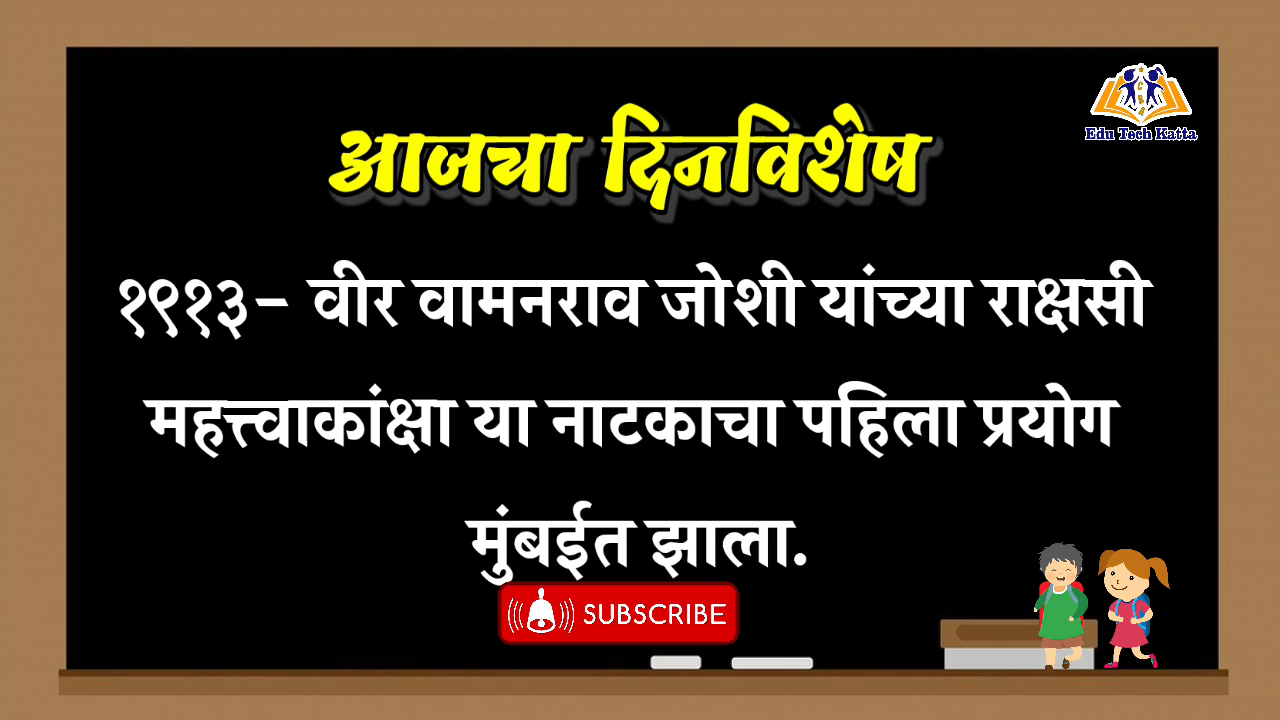 Edu Tech Katta
आजचा दिनविशेष
१९१३- वीर वामनराव जोशी यांच्या राक्षसी
महत्त्वाकांक्षा या नाटकाचा पहिला प्रयोग
मुंबईत झाला.
SUBSCRIBE